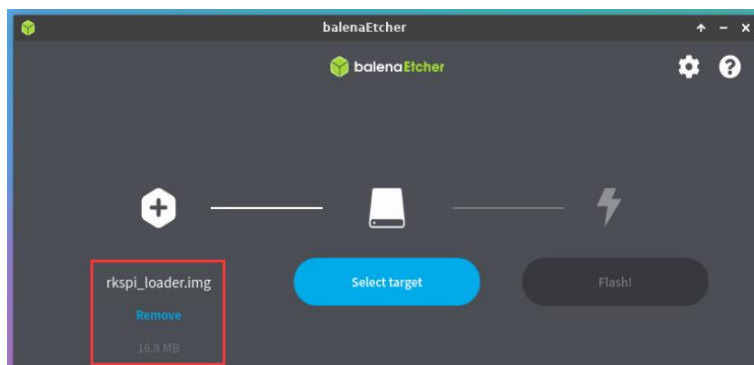 balenaEtcher
balenaEtcher
rkspi_loader.img
Remove
16.8 MB
Select target
Flash!